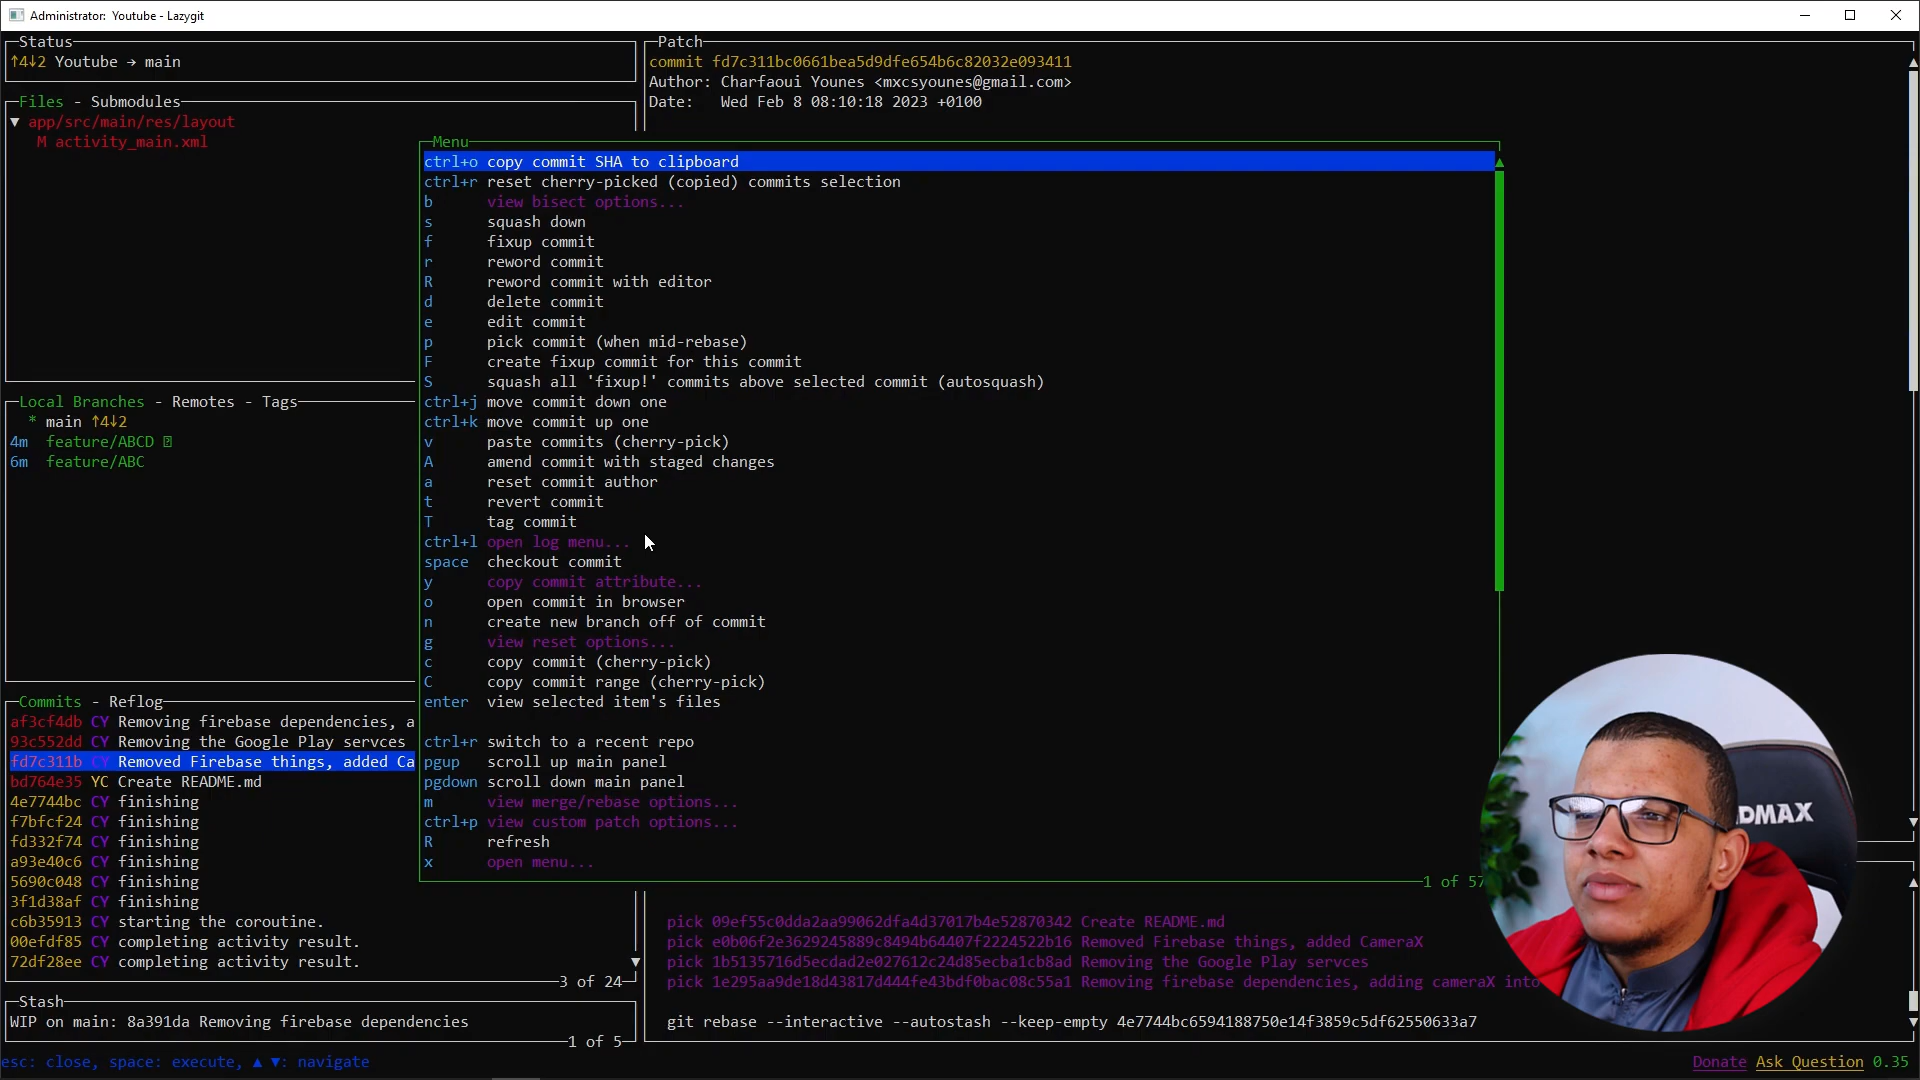 Administrator: Youtube - Lazygit
Status
↑4↓2 Youtube → main
Files - Submodules
▼ app/src/main/res/layout
M activity_main.xml
Local Branches - Remotes - Tags
* main ↑4↓2
4m feature/ABCD
6m feature/ABC
Commits - Reflog
af3cf4db CY Removing firebase dependencies, a
93c552dd CY Removing the Google Play servces
fd7c311b CY Removed Firebase things, added Ca
bd764e35 YC Create README.md
4e7744bc CY finishing
f7bfcf24 CY finishing
fd332f74 CY finishing
a93e40c6 CY finishing
5690c048 CY finishing
3f1d38af CY finishing
c6b35913 CY starting the coroutine.
00efdf85 CY completing activity result.
72df28ee CY completing activity result.
3 of 24
Stash
WIP on main: 8a391da Removing firebase dependencies
1 of 5
Patch
commit fd7c311bc0661bea5d9dfe654b6c82032e093411
Author: Charfaoui Younes <mxcsyounes@gmail.com>
Date: Wed Feb 8 08:10:18 2023 +0100
Menu
ctrl+o copy commit SHA to clipboard
ctrl+r reset cherry-picked (copied) commits selection
b view bisect options...
s squash down
f fixup commit
r reword commit
R reword commit with editor
d delete commit
e edit commit
p pick commit (when mid-rebase)
F create fixup commit for this commit
S squash all 'fixup!' commits above selected commit (autosquash)
ctrl+j move commit down one
ctrl+k move commit up one
v paste commits (cherry-pick)
A amend commit with staged changes
a reset commit author
t revert commit
T tag commit
ctrl+l open log menu...
space checkout commit
y copy commit attribute...
o open commit in browser
n create new branch off of commit
g view reset options...
c copy commit (cherry-pick)
C copy commit range (cherry-pick)
enter view selected item's files
ctrl+r switch to a recent repo
pgup scroll up main panel
pgdown scroll down main panel
m view merge/rebase options...
ctrl+p view custom patch options...
R refresh
x open menu...
1 of 57
pick 09ef55c0dda2aa99062dfa4d37017b4e52870342 Create README.md
pick e0b06f2e3629245889c8494b64407f2224522b16 Removed Firebase things, added CameraX
pick 1b5135716d5ecdad2e027612c24d85ecba1cb8ad Removing the Google Play servces
pick 1e295aa9de18d43817d444fe43bdf0bac08c55a1 Removing firebase dependencies, adding cameraX into
git rebase --interactive --autostash --keep-empty 4e7744bc6594188750e14f3859c5df62550633a7
DMAX
esc: close, space: execute, ▲ ▼: navigate
Donate Ask Question 0.35